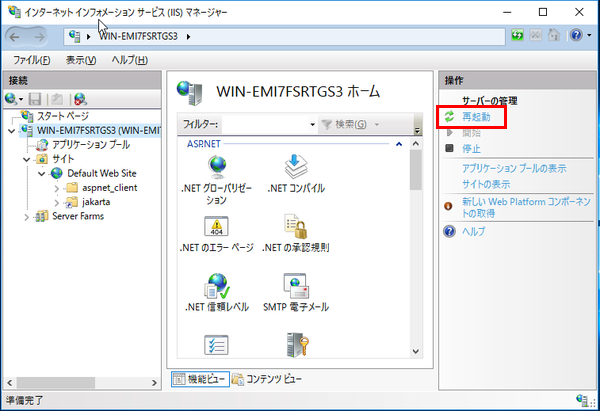 インターネット インフォメーション サービス (IIS) マネージャー
WIN-EMI7FSRTGS3
ファイル(F) 表示(V) ヘルプ(H)
接続
スタート ページ
WIN-EMI7FSRTGS3 (WIN-EMI
アプリケーション プール
サイト
Default Web Site
aspnet_client
jakarta
Server Farms
WIN-EMI7FSRTGS3 ホーム
フィルター: 検索(G)
ASP.NET
.NET グローバリゼーション
.NET コンパイル
404
.NET のエラー ページ
.NET の承認規則
.NET 信頼レベル
SMTP 電子メール
機能ビュー コンテンツ ビュー
操作
サーバーの管理
再起動
開始
停止
アプリケーション プールの表示
サイトの表示
新しい Web Platform コンポーネント
の取得
ヘルプ
準備完了